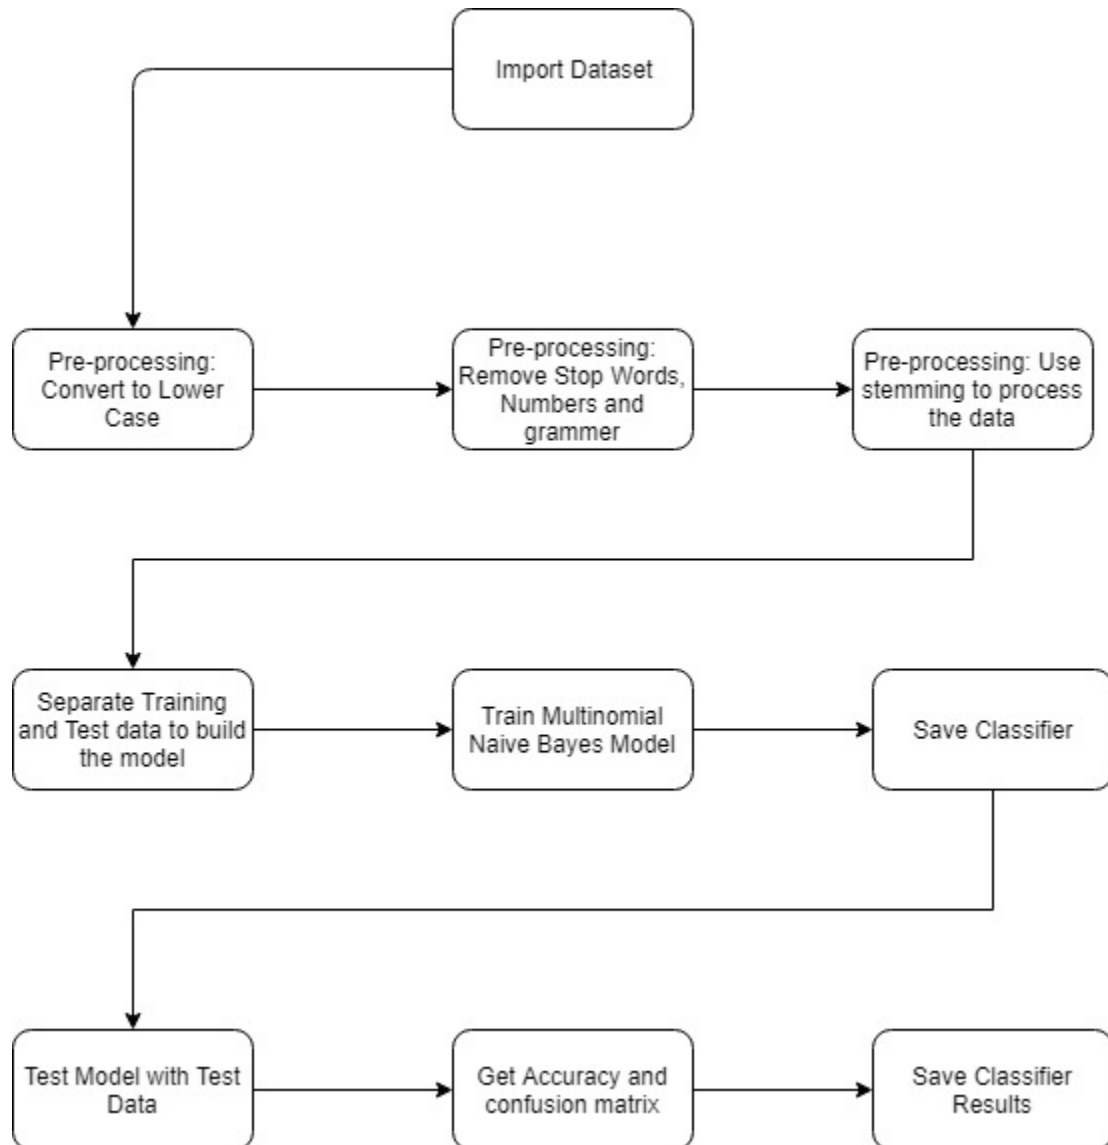 Import Dataset
Pre-processing:
Convert to Lower
Case
Pre-processing:
Remove Stop Words,
Numbers and
grammer
Pre-processing: Use
stemming to process
the data
Separate Training
and Test data to build
the model
Train Multinomial
Naive Bayes Model
Save Classifier
Test Model with Test
Data
Get Accuracy and
confusion matrix
Save Classifier
Results